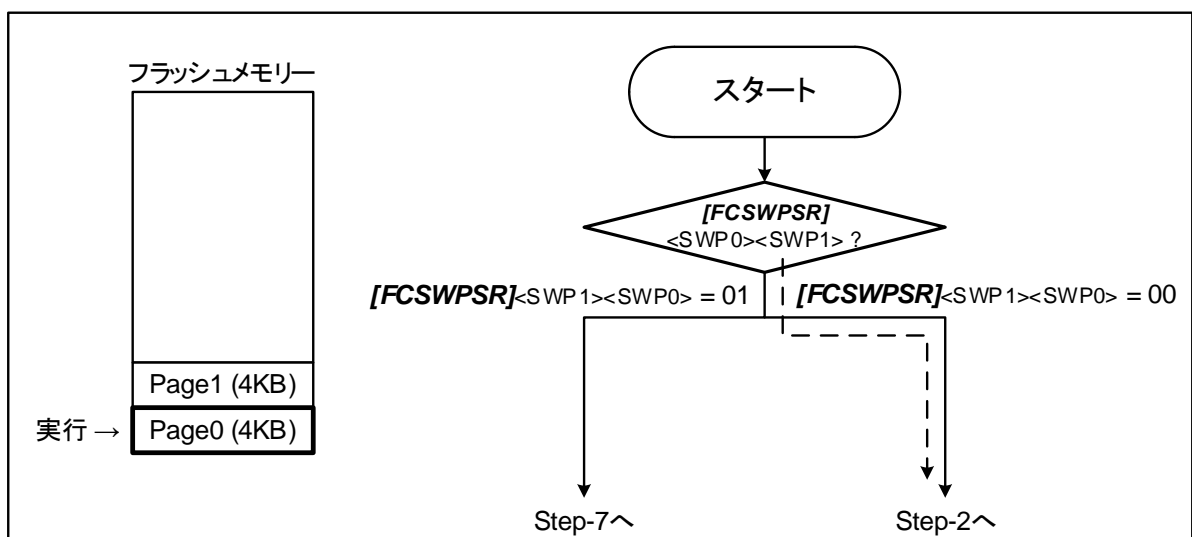 フラッシュメモリー
Page1 (4KB)
実行 → Page0 (4KB)
スタート
[FCSWPSR]
<SWP0><SWP1> ?
[FCSWPSR]<SWP1><SWP0> = 01
[FCSWPSR]<SWP1><SWP0> = 00
Step-7へ
Step-2へ